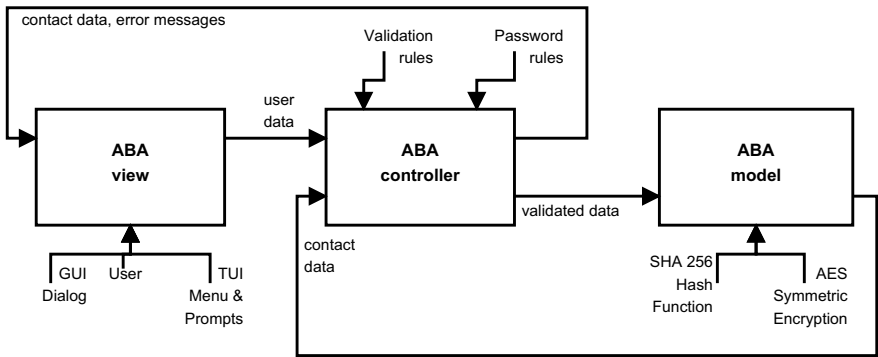 contact data, error messages
Validation
rules
Password
rules
user
data
ABA
view
ABA
controller
ABA
model
validated data
contact
data
GUI
Dialog
User
TUI
Menu &
Prompts
SHA 256
Hash
Function
AES
Symmetric
Encryption